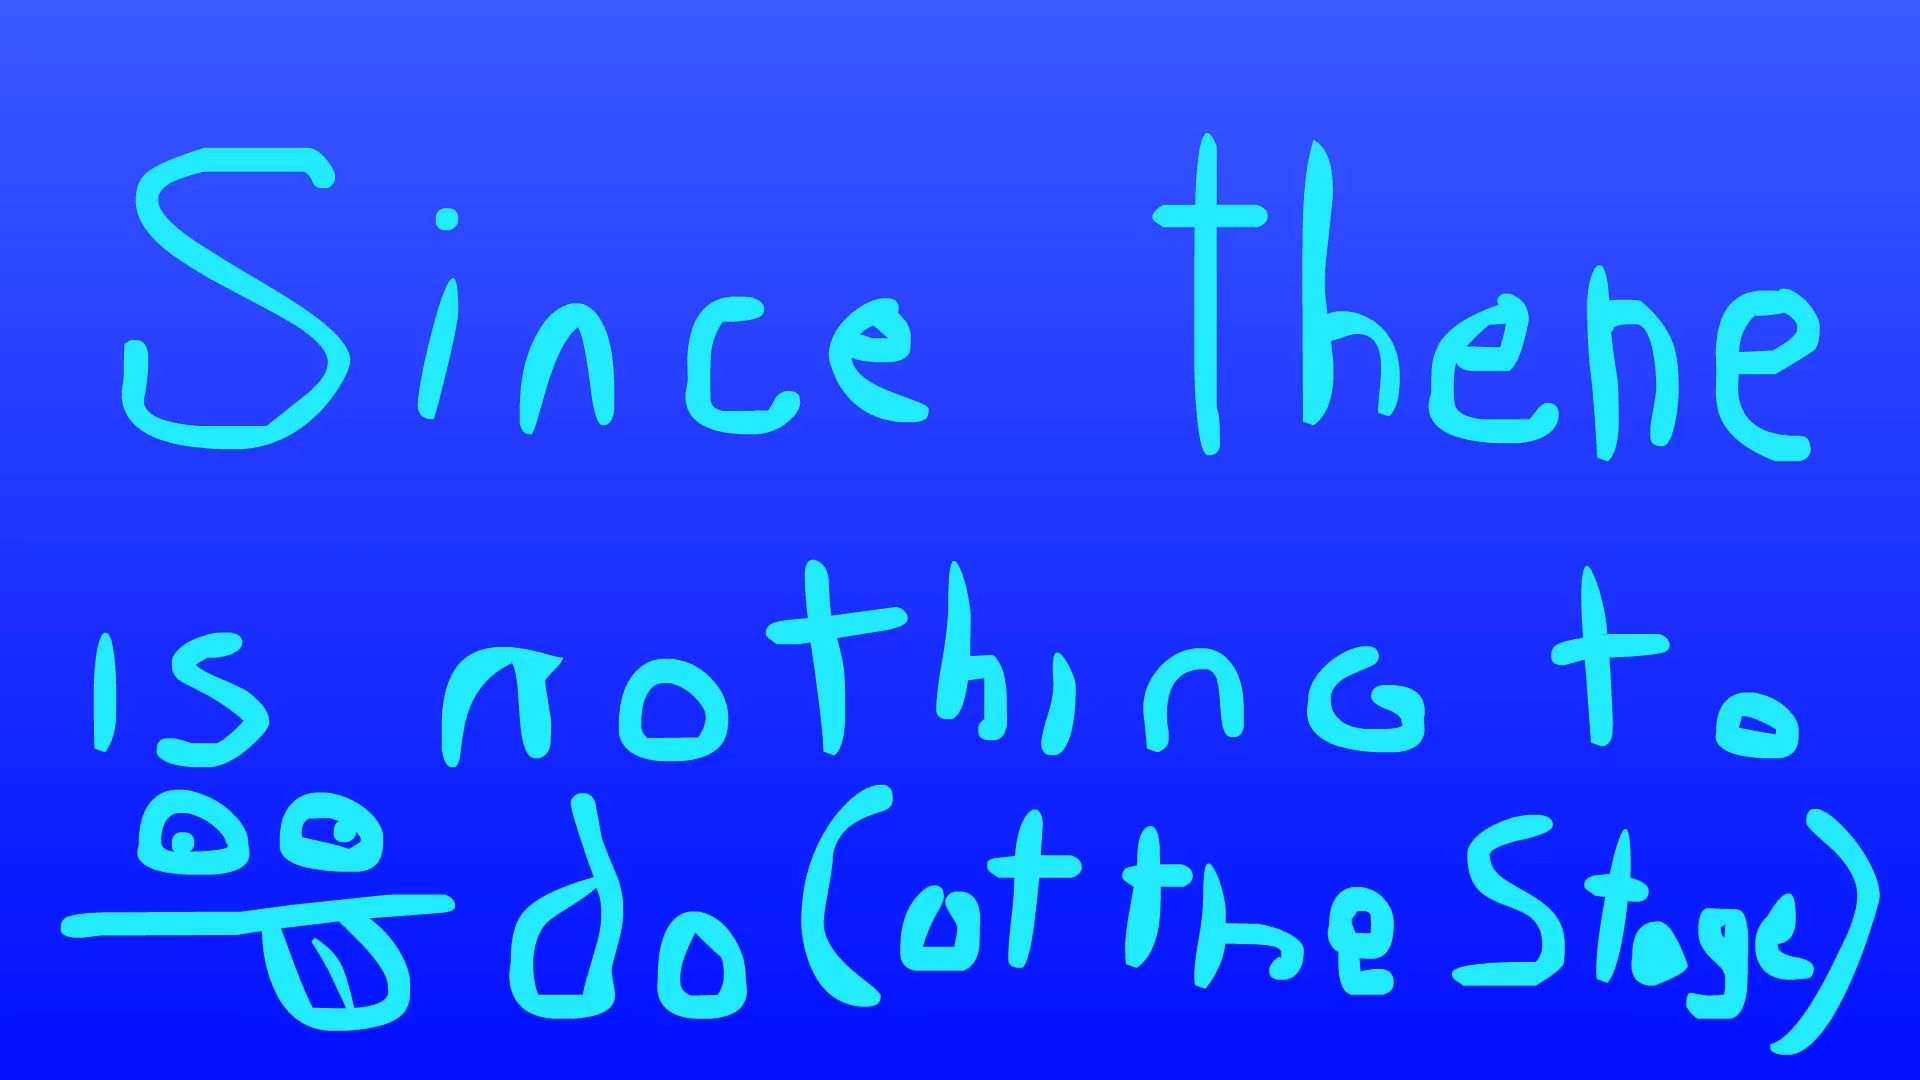 Since there
is nothing to
do (at the Stage)